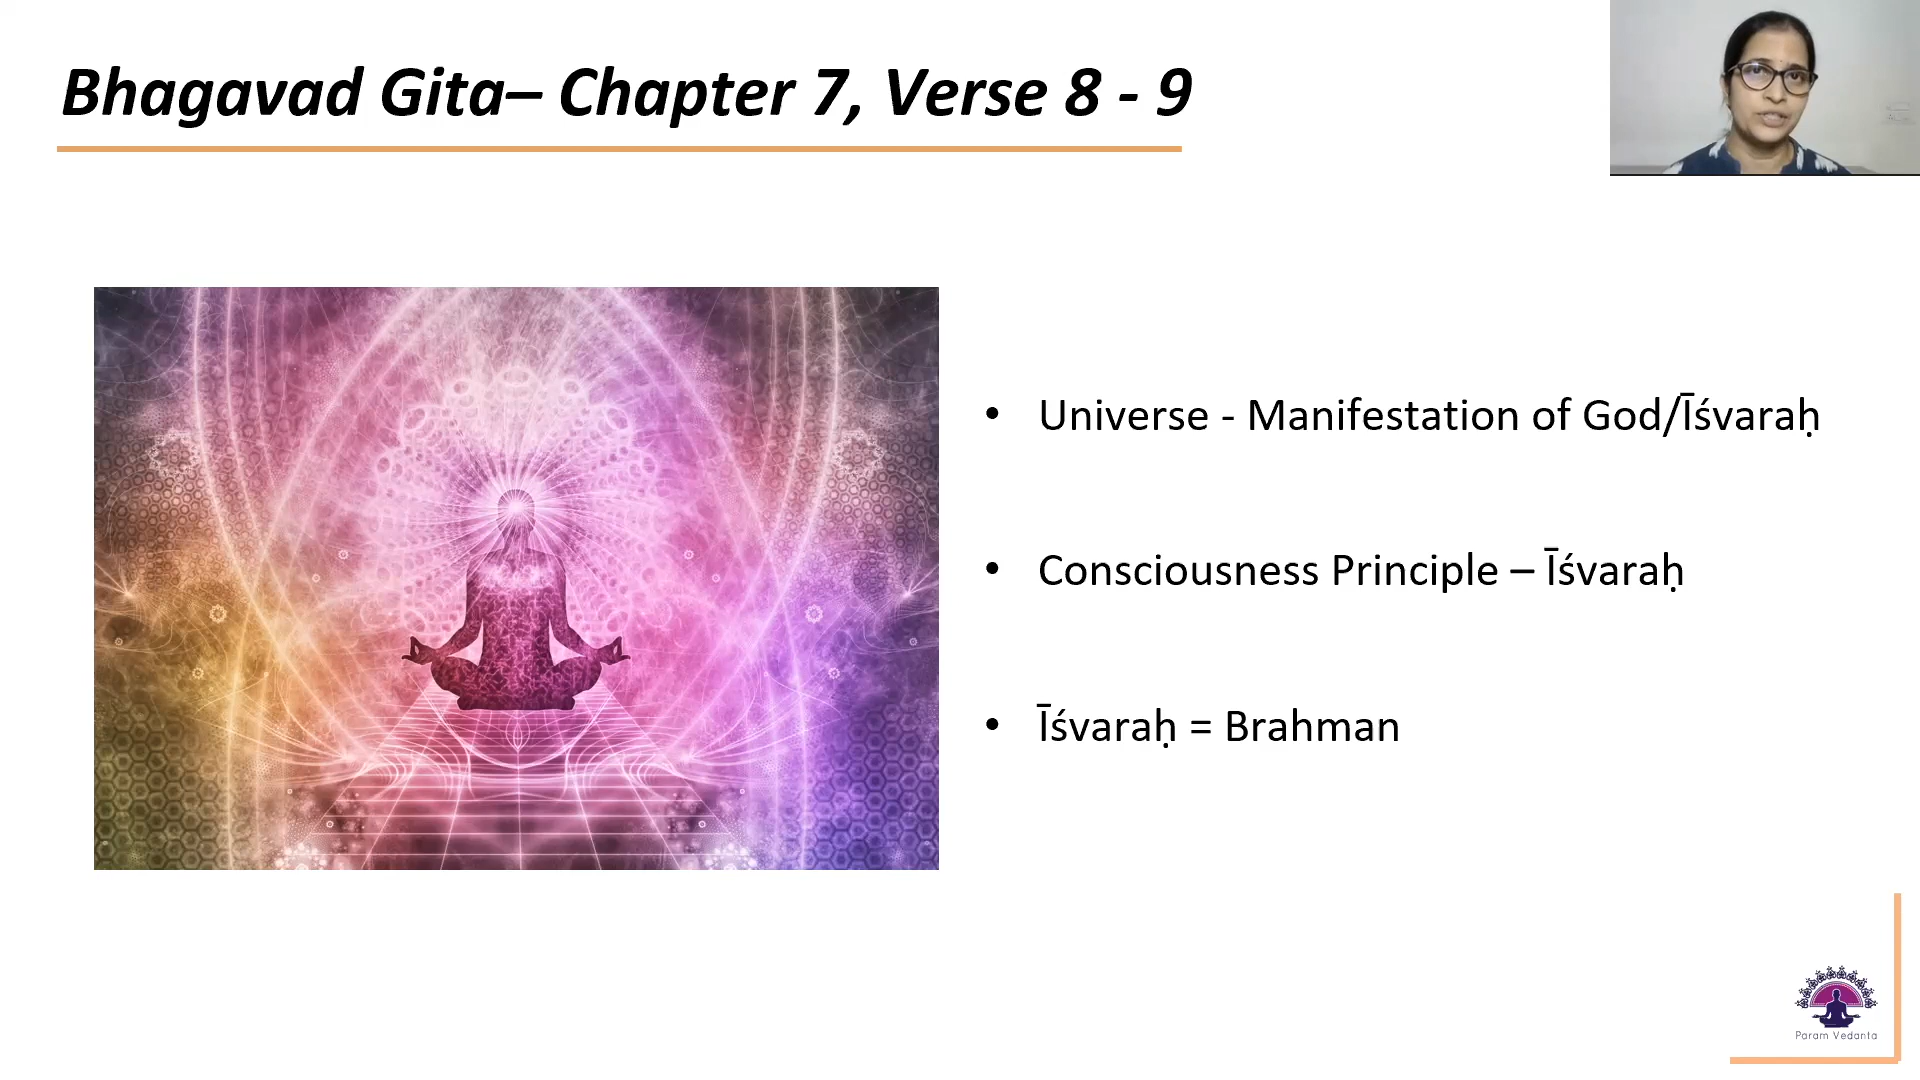 Bhagavad Gita– Chapter 7, Verse 8 - 9
• Universe - Manifestation of God/Īśvaraḥ
• Consciousness Principle – Īśvaraḥ
• Īśvaraḥ = Brahman
Param Vedanta